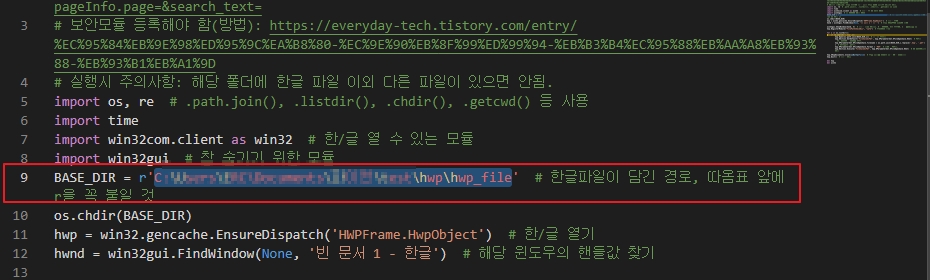 pageInfo.page=&search_text=
3 # 보안모듈 등록해야 함(방법): https://everyday-tech.tistory.com/entry/
%EC%95%84%EB%9E%98%ED%95%9C%EA%B8%80-%EC%9E%90%EB%8F%99%ED%99%94-%EB%B3%B4%EC%95%88%EB%AA%A8%EB%93%
88-%EB%93%B1%EB%A1%9D
4 # 실행시 주의사항: 해당 폴더에 한글 파일 이외 다른 파일이 있으면 안됨.
5 import os, re # .path.join(), .listdir(), .chdir(), .getcwd() 등 사용
6 import time
7 import win32com.client as win32 # 한/글 열 수 있는 모듈
8 import win32gui # 창 숨기기 위한 모듈
9 BASE_DIR = r'C:\hwp\hwp_file' # 한글파일이 담긴 경로, 따옴표 앞에
r을 꼭 붙일 것
10 os.chdir(BASE_DIR)
11 hwp = win32.gencache.EnsureDispatch('HWPFrame.HwpObject') # 한/글 열기
12 hwnd = win32gui.FindWindow(None, '빈 문서 1 - 한글') # 해당 윈도우의 핸들값 찾기
13